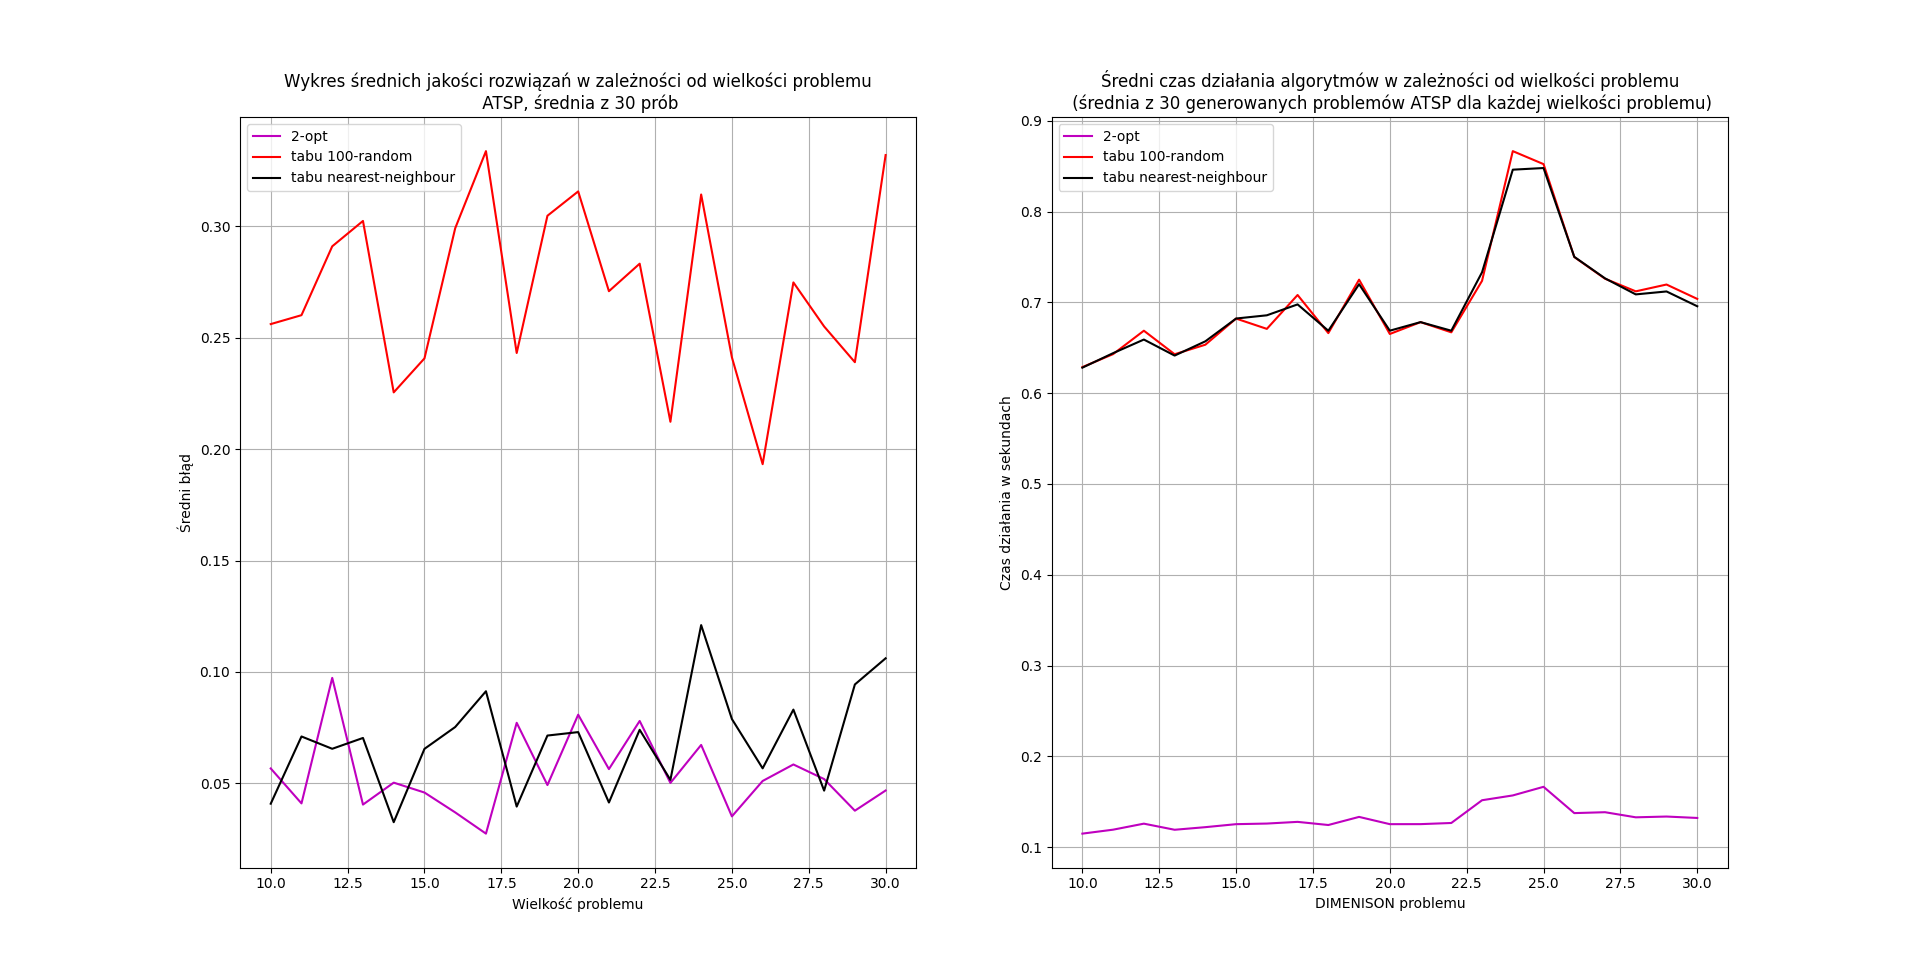 Wykres średnich jakości rozwiązań w zależności od wielkości problemu
ATSP, średnia z 30 prób
2-opt
tabu 100-random
tabu nearest-neighbour
0.30
0.25
0.20
0.15
0.10
0.05
Średni błąd
10.0 12.5 15.0 17.5 20.0 22.5 25.0 27.5 30.0
Wielkość problemu
Średni czas działania algorytmów w zależności od wielkości problemu
(średnia z 30 generowanych problemów ATSP dla każdej wielkości problemu)
2-opt
tabu 100-random
tabu nearest-neighbour
0.9
0.8
0.7
0.6
0.5
0.4
0.3
0.2
0.1
Czas działania w sekundach
10.0 12.5 15.0 17.5 20.0 22.5 25.0 27.5 30.0
DIMENISON problemu